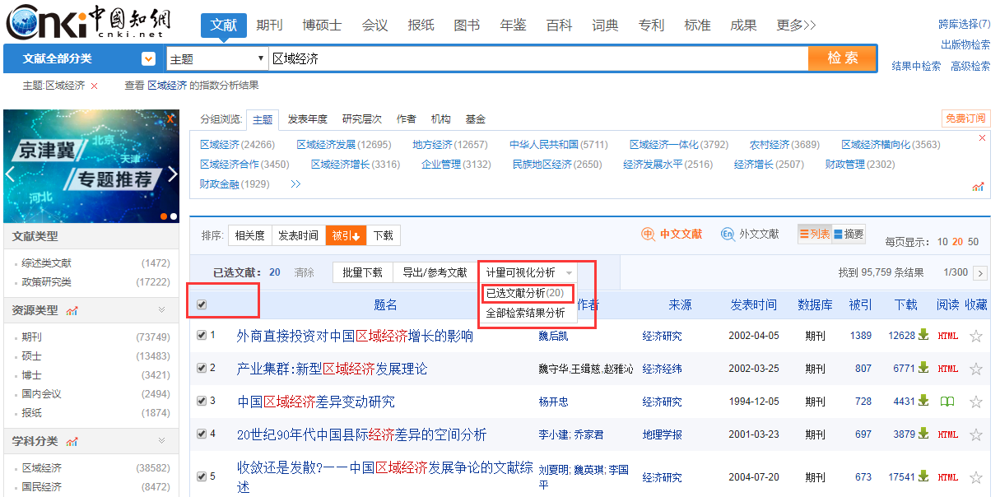 Cnki 中國知網
cnki.net
文献 期刊 博硕士 会议 报纸 图书 年鉴 百科 词典 专利 标准 成果 更多>>
跨库选择(7)
出版物检索
文献全部分类 主题 区域经济 检索
结果中检索 高级检索
主题:区域经济 × 查看 区域经济 的指数分析结果
X
京津冀
专题推荐
北京
天津
河北
分组浏览: 主题 发表年度 研究层次 作者 机构 基金 免费订阅
区域经济(24266) 区域经济发展(12695) 地方经济(12657) 中华人民共和国(5711) 区域经济一体化(3792) 农村经济(3689) 区域经济横向化(3563)
区域经济合作(3450) 区域经济增长(3316) 企业管理(3132) 民族地区经济(2650) 经济发展水平(2516) 经济增长(2507) 财政管理(2302)
财政金融(1929) >>
文献类型
综述类文献 (1472)
政策研究类 (17222)
资源类型
期刊 (73749)
硕士 (13483)
博士 (3421)
国内会议 (2494)
报纸 (1874)
学科分类
区域经济 (38582)
国民经济 (8472)
排序: 相关度 发表时间 被引 下载 中 中文文献 En 外文文献 列表 摘要 每页显示: 10 20 50
已选文献: 20 清除 批量下载 导出/参考文献 计量可视化分析 找到 95,759 条结果 1/300 >
已选文献分析(20)
全部检索结果分析
题名 作者 来源 发表时间 数据库 被引 下载 阅读 收藏
1 外商直接投资对中国区域经济增长的影响 魏后凯 经济研究 2002-04-05 期刊 1389 12628 HTML
2 产业集群:新型区域经济发展理论 魏守华,王缉慈,赵雅沁 经济经纬 2002-03-25 期刊 807 6771 HTML
3 中国区域经济差异变动研究 杨开忠 经济研究 1994-12-05 期刊 728 4431
4 20世纪90年代中国县际经济差异的空间分析 李小建; 乔家君 地理学报 2001-03-23 期刊 697 3879 HTML
5 收敛还是发散?——中国区域经济发展争论的文献综述 刘夏明; 魏英琪; 李国平 经济研究 2004-07-20 期刊 673 17541 HTML